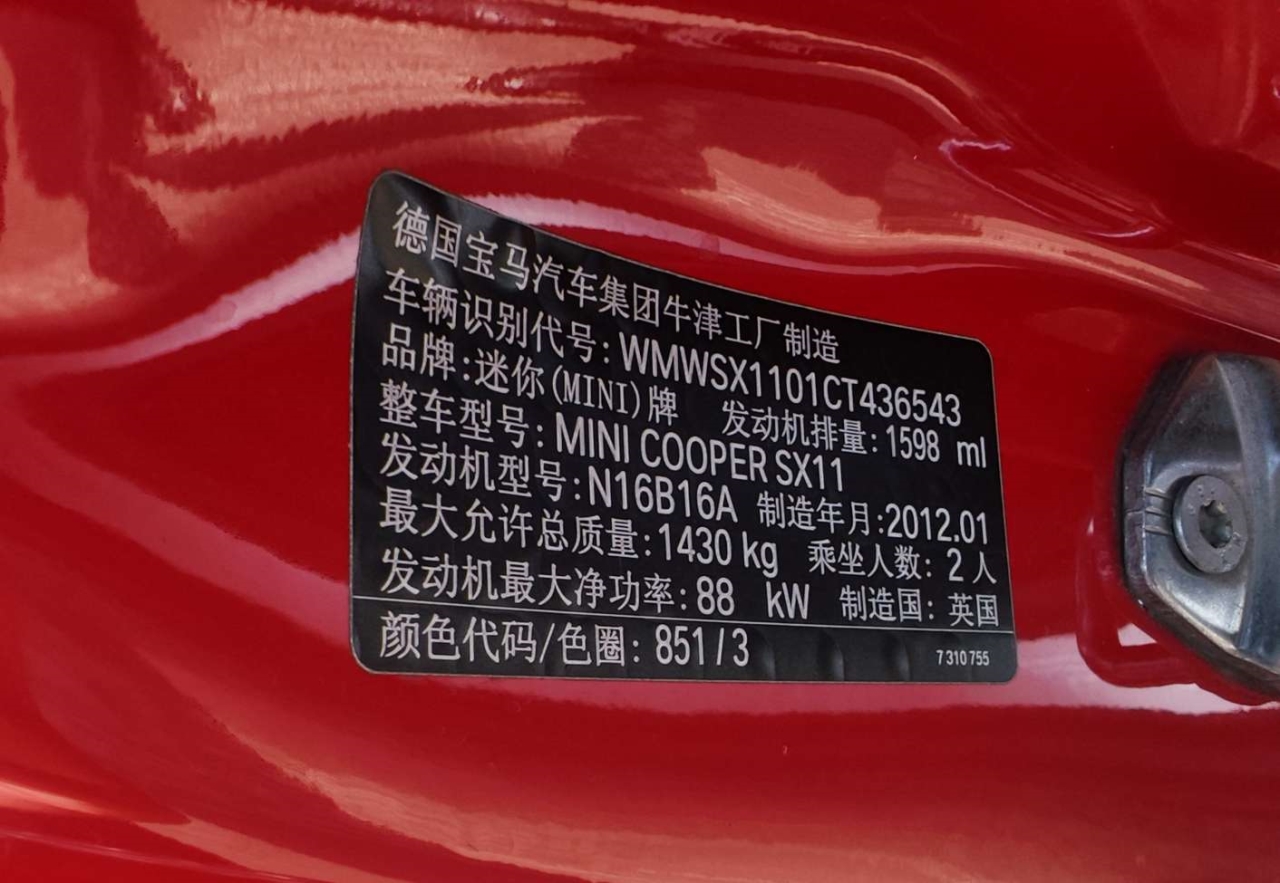 德国宝马汽车集团牛津工厂制造
车辆识别代号:WMWSX1101CT436543
品牌:迷你(MINI)牌 发动机排量:1598 ml
整车型号:MINI COOPER SX11
发动机型号:N16B16A 制造年月:2012.01
最大允许总质量:1430 kg 乘坐人数: 2人
发动机最大净功率:88 kW 制造国: 英国
颜色代码/色圈: 851/3 7 310 755